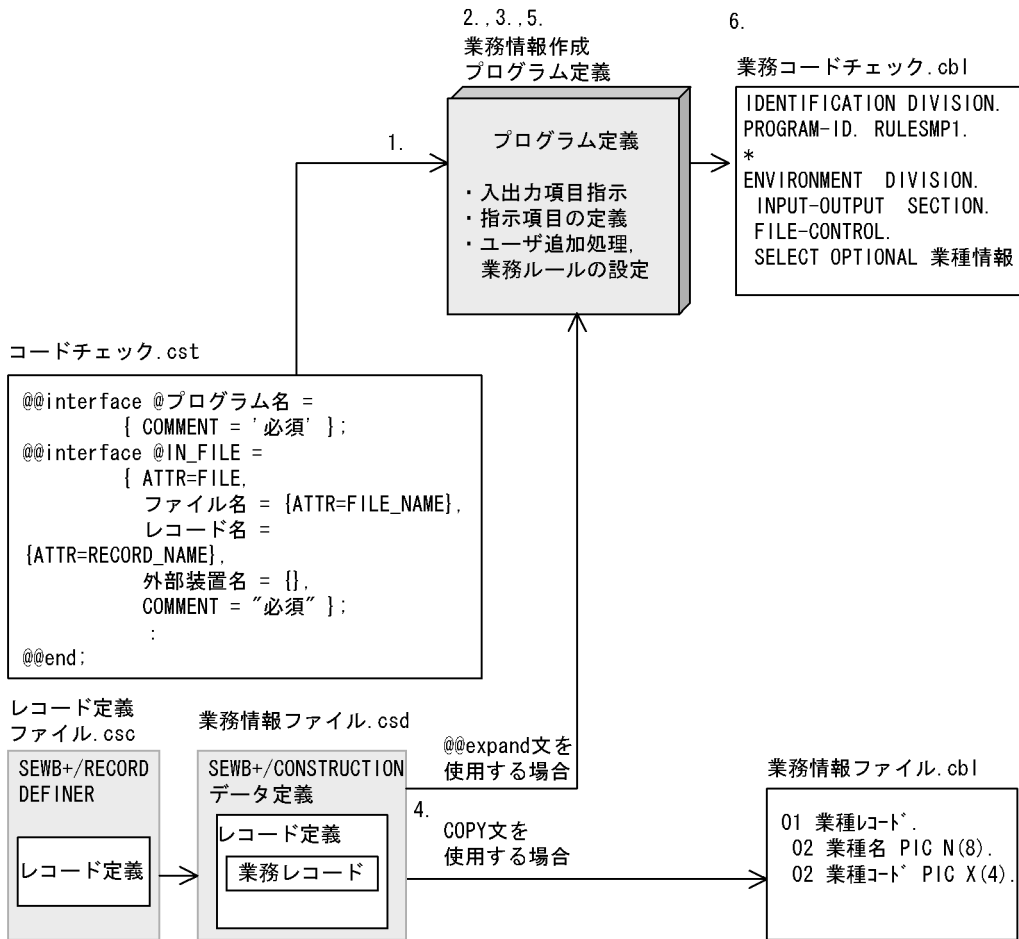 2.,3.,5.
業務情報作成
プログラム定義
プログラム定義
・入出力項目指示
・指示項目の定義
・ユーザ追加処理,
業務ルールの設定
6.
業務コードチェック.cbl
IDENTIFICATION DIVISION.
PROGRAM-ID. RULESMP1.
*
ENVIRONMENT DIVISION.
INPUT-OUTPUT SECTION.
FILE-CONTROL.
SELECT OPTIONAL 業種情報
1.
コードチェック.cst
@@interface @プログラム名 =
{ COMMENT = '必須' };
@@interface @IN_FILE =
{ ATTR=FILE,
ファイル名 = {ATTR=FILE_NAME},
レコード名 =
{ATTR=RECORD_NAME},
外部装置名 = {},
COMMENT = "必須" };
:
@@end;
レコード定義
ファイル.csc
SEWB+/RECORD
DEFINER
レコード定義
業務情報ファイル.csd
SEWB+/CONSTRUCTION
データ定義
レコード定義
業務レコード
@@expand文を
使用する場合
4.
COPY文を
使用する場合
業務情報ファイル.cbl
01 業種ﾚｺｰﾄﾞ.
02 業種名 PIC N(8).
02 業種ｺｰﾄﾞ PIC X(4).